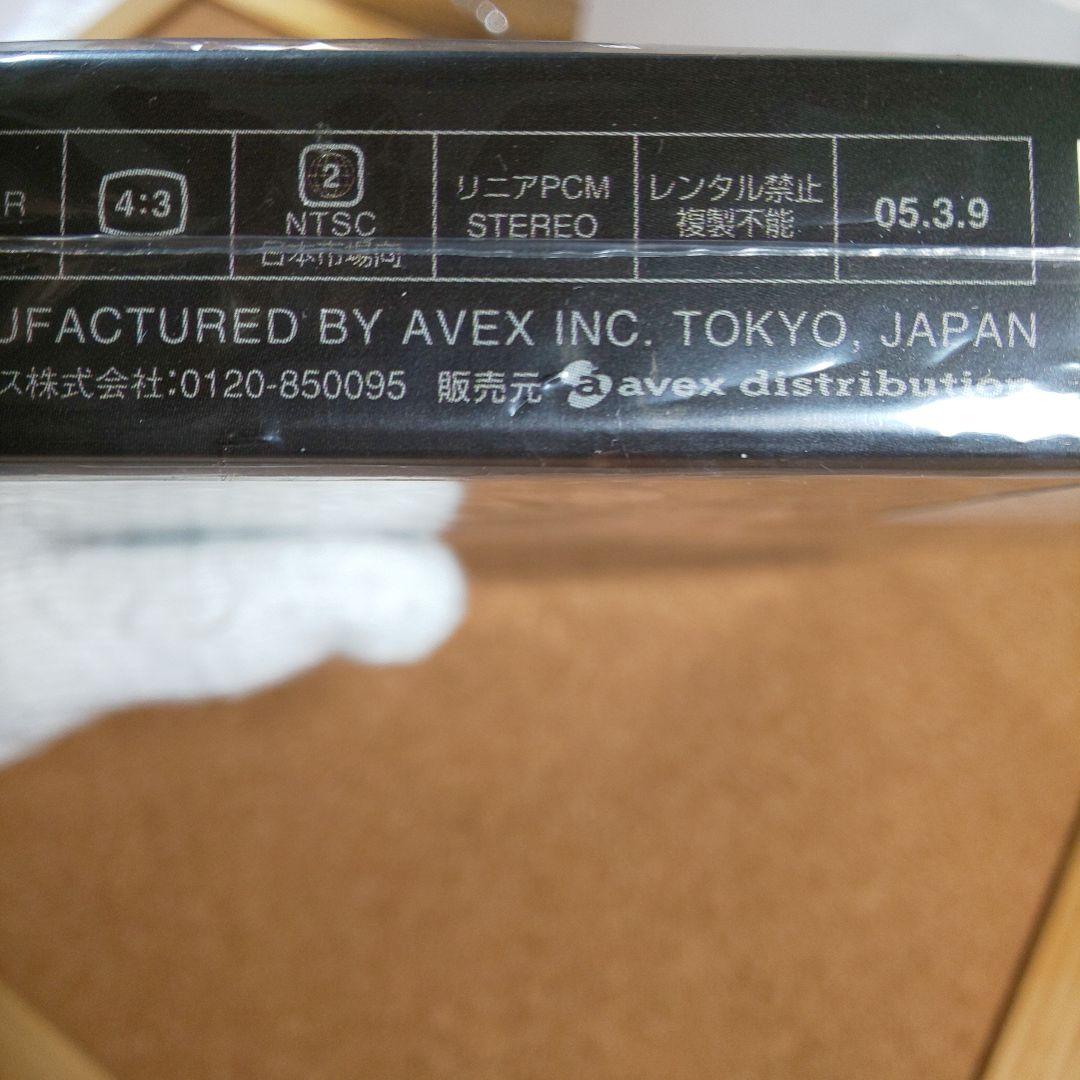 R 4:3 2 NTSC 日本市場向 リニアPCM STEREO レンタル禁止 複製不能 05.3.9
UFACTURED BY AVEX INC. TOKYO, JAPAN
ス株式会社:0120-850095 販売元 a avex distribution